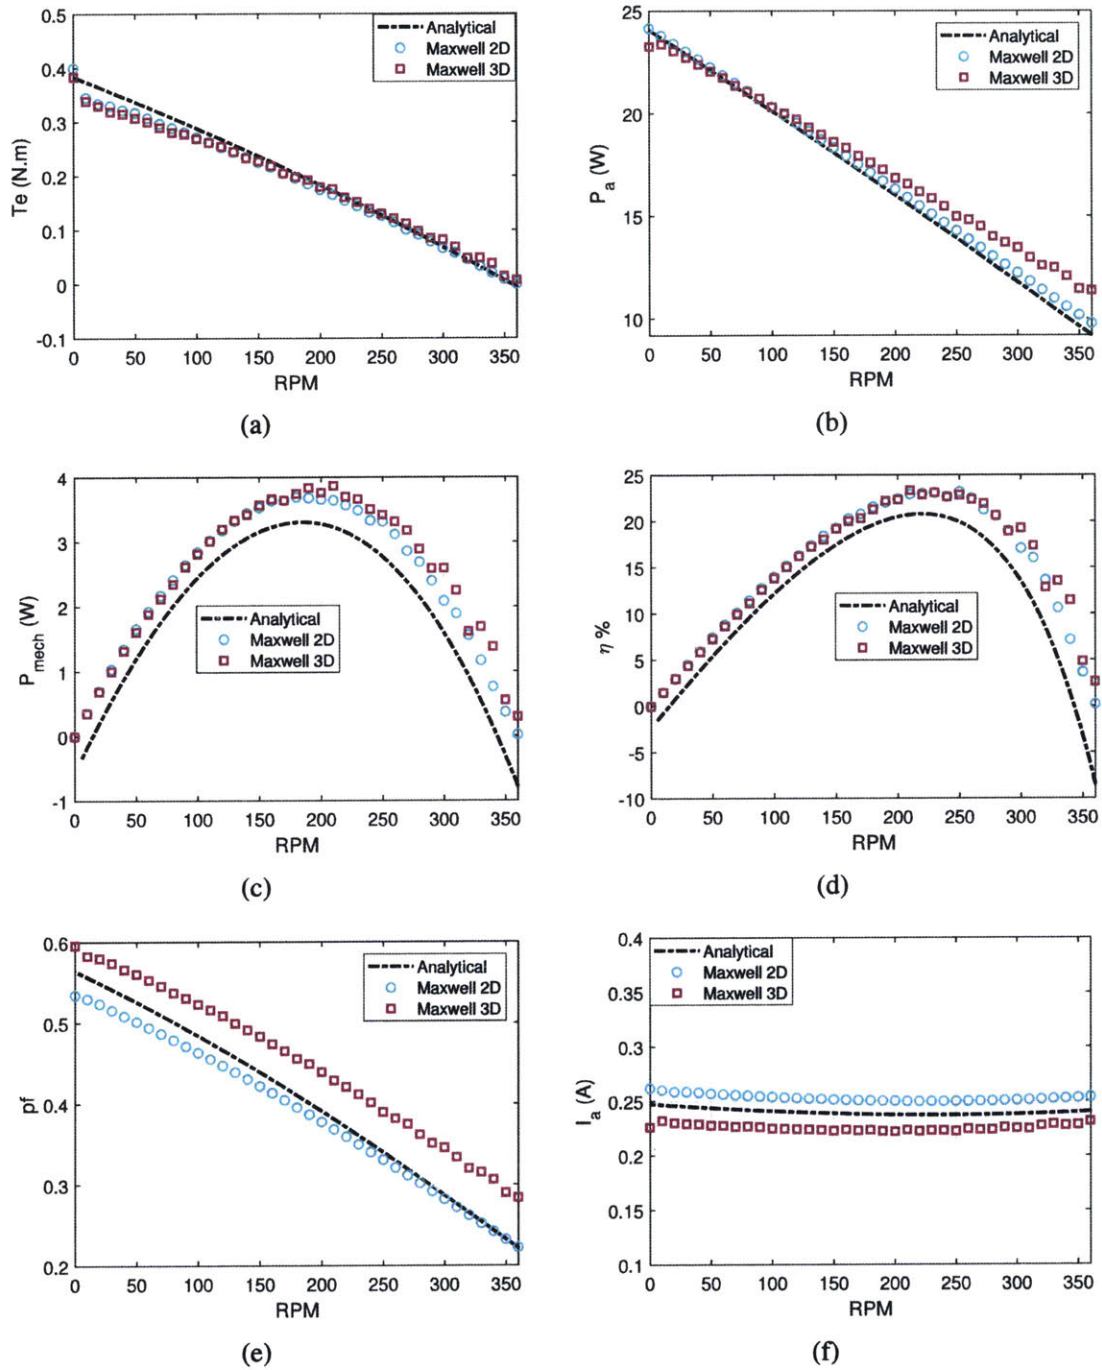 0.5
0.4
0.3
0.2
0.1
0
-0.1
Te (N.m)
Analytical
Maxwell 2D
Maxwell 3D
0 50 100 150 200 250 300 350
RPM
(a)
25
20
15
10
P_a (W)
Analytical
Maxwell 2D
Maxwell 3D
0 50 100 150 200 250 300 350
RPM
(b)
4
3
2
1
0
-1
P_mech (W)
Analytical
Maxwell 2D
Maxwell 3D
0 50 100 150 200 250 300 350
RPM
(c)
25
20
15
10
5
0
-5
-10
η %
Analytical
Maxwell 2D
Maxwell 3D
0 50 100 150 200 250 300 350
RPM
(d)
0.6
0.5
0.4
0.3
0.2
pf
Analytical
Maxwell 2D
Maxwell 3D
0 50 100 150 200 250 300 350
RPM
(e)
0.4
0.35
0.3
0.25
0.2
0.1
I_a (A)
Analytical
Maxwell 2D
Maxwell 3D
0 50 100 150 200 250 300 350
RPM
(f)